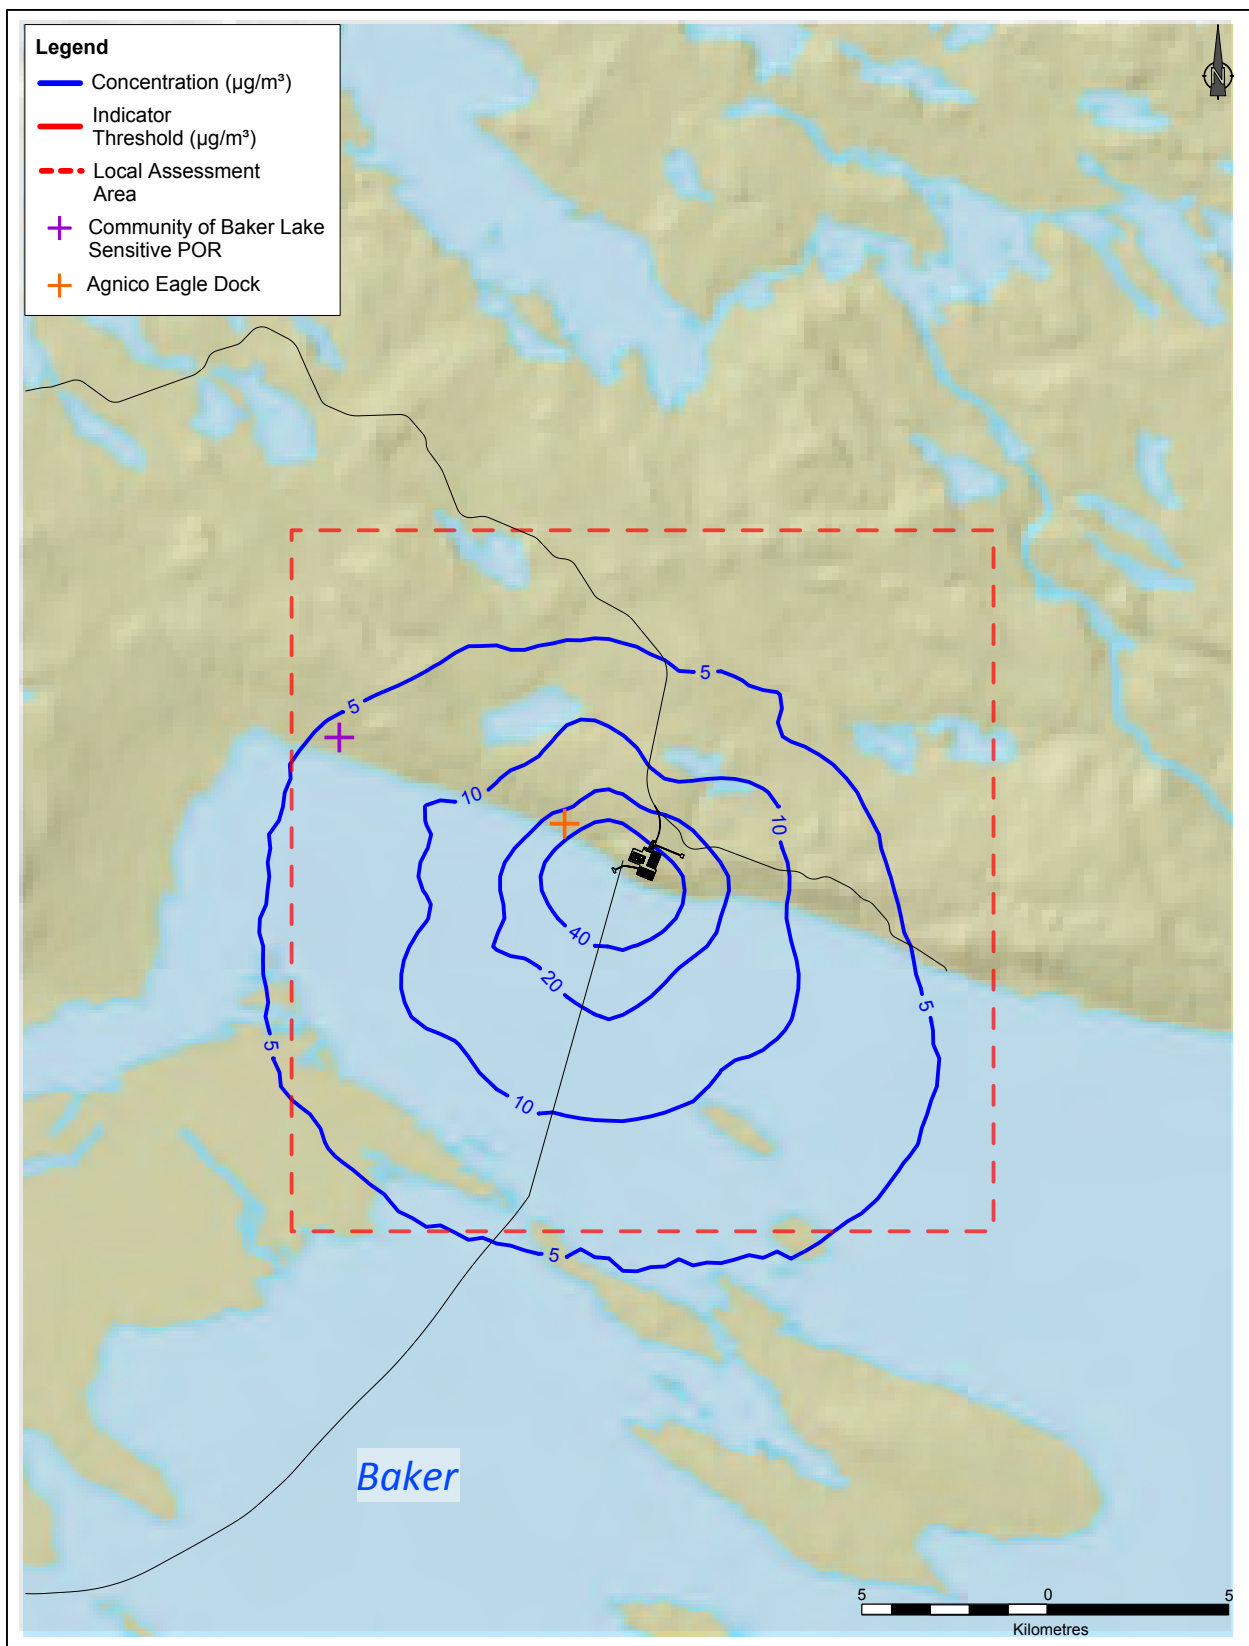 Legend
Concentration (µg/m³)
Indicator
Threshold (µg/m³)
Local Assessment
Area
Community of Baker Lake
Sensitive POR
Agnico Eagle Dock
N
5
5
10
10
40
20
5
5
10
5
Baker
5 0 5
Kilometres